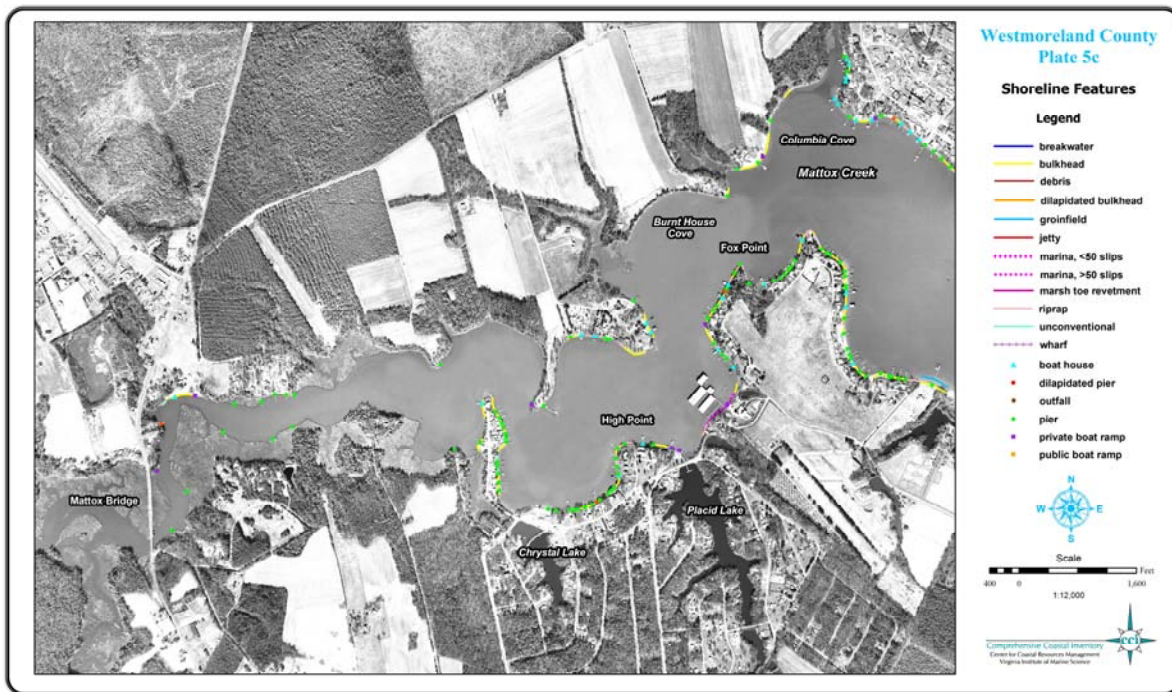 Westmoreland County
Plate 5c
Shoreline Features
Legend
breakwater
bulkhead
debris
dilapidated bulkhead
groinfield
jetty
marina, <50 slips
marina, >50 slips
marsh toe revetment
riprap
unconventional
wharf
boat house
dilapidated pier
outfall
pier
private boat ramp
public boat ramp
N
W E
S
Scale
Feet
400 0 1,600
1:12,000
cci
Comprehensive Coastal Inventory
Center for Coastal Resources Management
Virginia Institute of Marine Science
Columbia Cove
Mattox Creek
Burnt House
Cove
Fox Point
High Point
Mattox Bridge
Placid Lake
Chrystal Lake